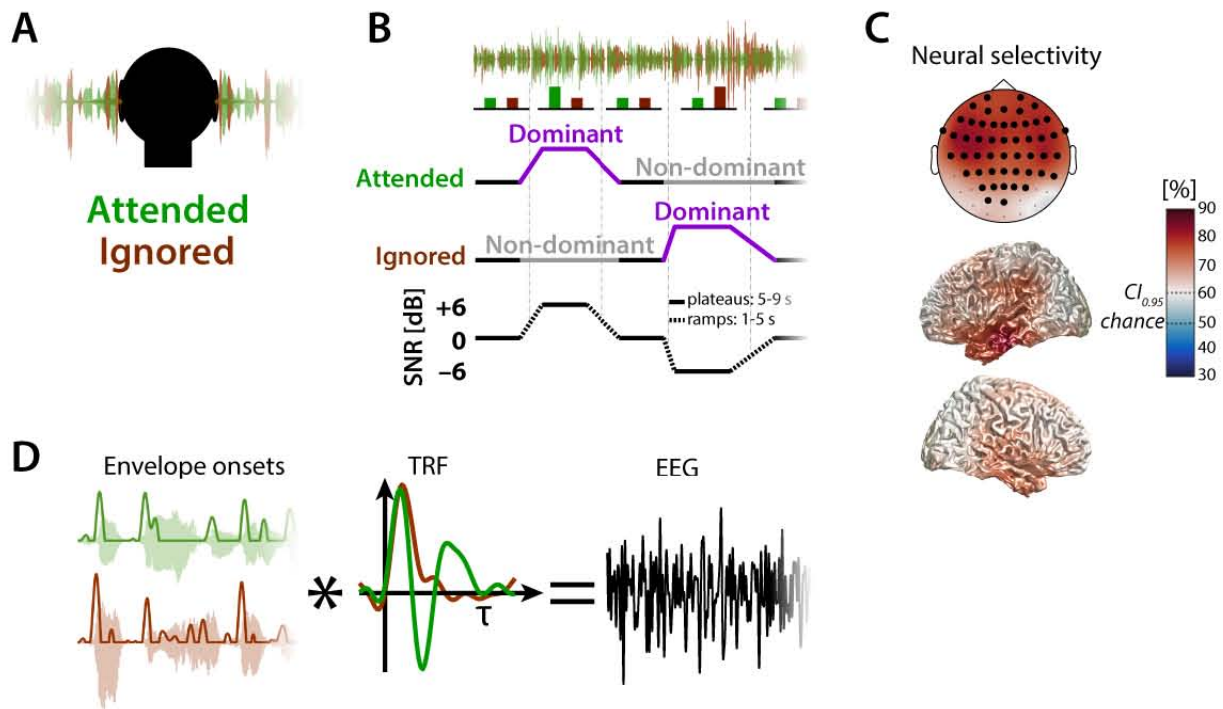 A
Attended
Ignored
B
Dominant
Attended
Non-dominant
Dominant
Ignored
Non-dominant
SNR [dB]
+6
0
−6
plateaus: 5-9 s
ramps: 1-5 s
C
Neural selectivity
[%]
90
80
70
60
50
40
30
CI0.95
chance
D
Envelope onsets
TRF
EEG
*
τ
=